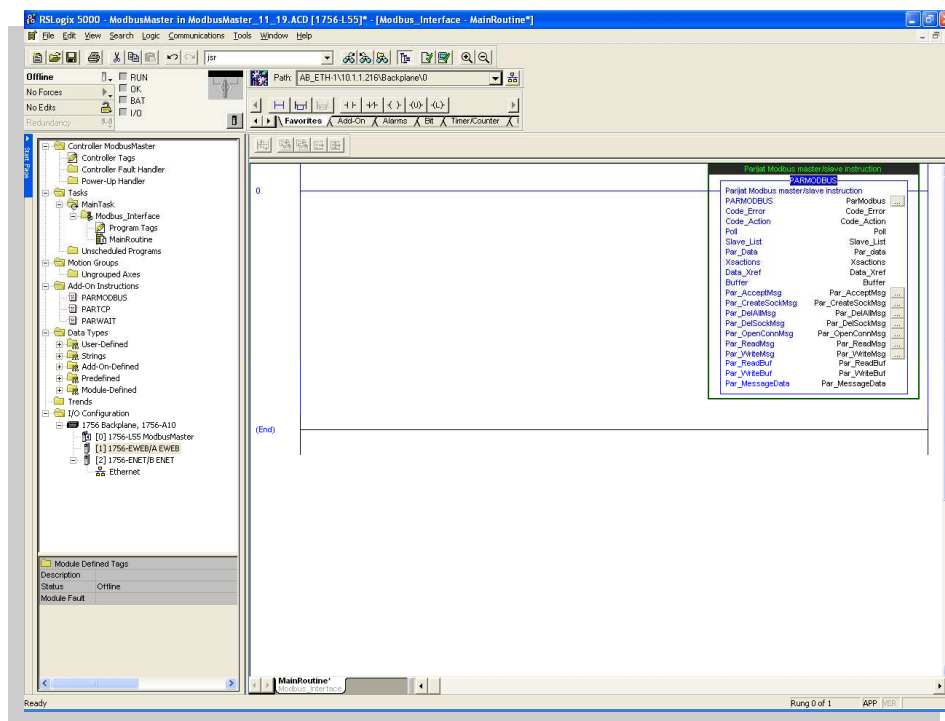 RSLogix 5000 - ModbusMaster in ModbusMaster_11_19.ACD [1756-L55]* - [Modbus_Interface - MainRoutine*]
File Edit View Search Logic Communications Tools Window Help
jsr
Offline
RUN
No Forces
OK
No Edits
BAT
Redundancy
I/O
Path: AB_ETH-1\10.1.1.216\Backplane\0
Favorites Add-On Alarms Bit Timer/Counter
Start Page
Controller ModbusMaster
Controller Tags
Controller Fault Handler
Power-Up Handler
Tasks
MainTask
Modbus_Interface
Program Tags
MainRoutine
Unscheduled Programs
Motion Groups
Ungrouped Axes
Add-On Instructions
PARMODBUS
PARTCP
PARWAIT
Data Types
User-Defined
Strings
Add-On-Defined
Predefined
Module-Defined
Trends
I/O Configuration
1756 Backplane, 1756-A10
[0] 1756-L55 ModbusMaster
[1] 1756-EWEB/A EWEB
[2] 1756-ENET/B ENET
Ethernet
Module Defined Tags
Description
Status Offline
Module Fault
0
(End)
Parijat Modbus master/slave instruction
PARMODBUS
Parijat Modbus master/slave instruction
PARMODBUS ParModbus ...
Code_Error Code_Error
Code_Action Code_Action
Poll Poll
Slave_List Slave_List
Par_Data Par_data
Xsactions Xsactions
Data_Xref Data_Xref
Buffer Buffer
Par_AcceptMsg Par_AcceptMsg ...
Par_CreateSockMsg Par_CreateSockMsg ...
Par_DelAllMsg Par_DelAllMsg ...
Par_DelSockMsg Par_DelSockMsg ...
Par_OpenConnMsg Par_OpenConnMsg ...
Par_ReadMsg Par_ReadMsg ...
Par_WriteMsg Par_WriteMsg ...
Par_ReadBuf Par_ReadBuf
Par_WriteBuf Par_WriteBuf
Par_MessageData Par_MessageData
MainRoutine*
Modbus_Interface
Ready
Rung 0 of 1 APP VER